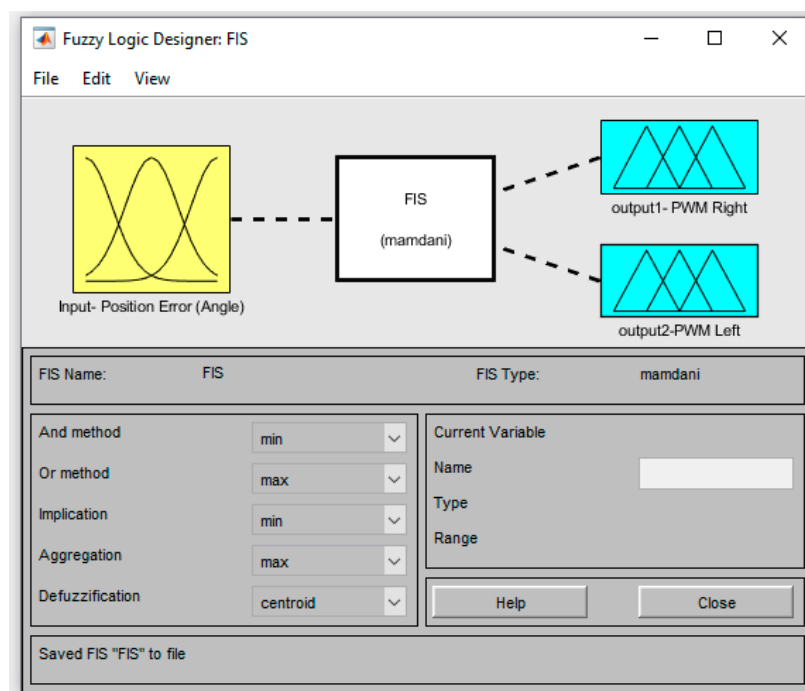 Fuzzy Logic Designer: FIS
File Edit View
FIS
(mamdani)
output1- PWM Right
Input- Position Error (Angle)
output2-PWM Left
FIS Name: FIS FIS Type: mamdani
And method min
Or method max
Implication min
Aggregation max
Defuzzification centroid
Current Variable
Name
Type
Range
Help Close
Saved FIS "FIS" to file